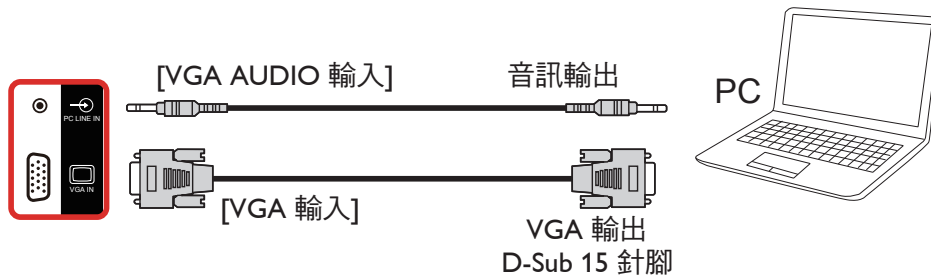 [VGA AUDIO 輸入]
音訊輸出
PC
PC LINE IN
VGA IN
[VGA 輸入]
VGA 輸出
D-Sub 15 針腳